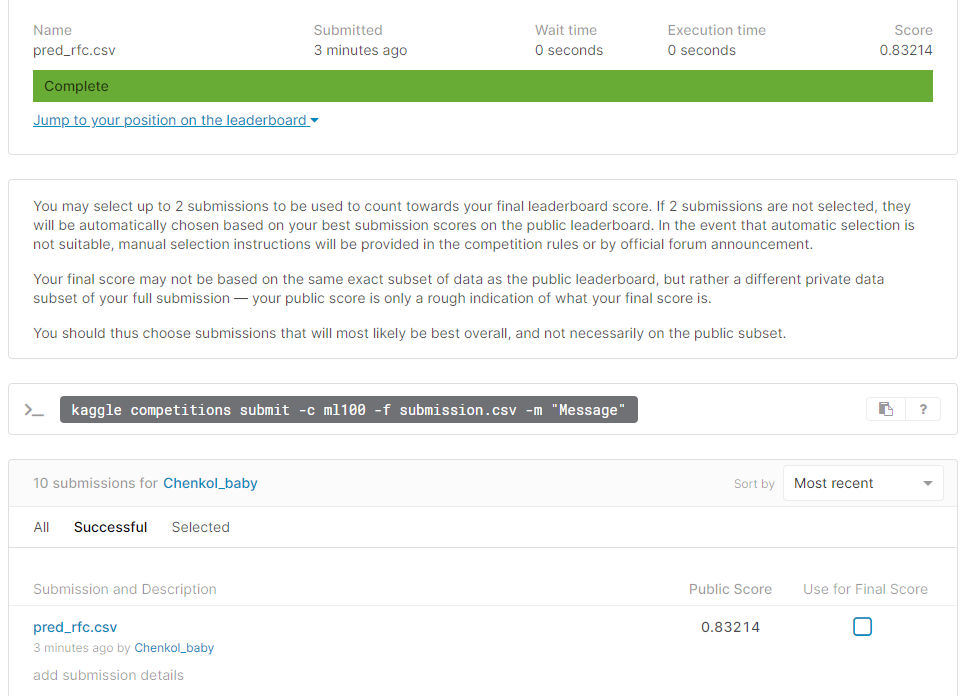 Name Submitted Wait time Execution time Score
pred_rfc.csv 3 minutes ago 0 seconds 0 seconds 0.83214
Complete
Jump to your position on the leaderboard
You may select up to 2 submissions to be used to count towards your final leaderboard score. If 2 submissions are not selected, they
will be automatically chosen based on your best submission scores on the public leaderboard. In the event that automatic selection is
not suitable, manual selection instructions will be provided in the competition rules or by official forum announcement.
Your final score may not be based on the same exact subset of data as the public leaderboard, but rather a different private data
subset of your full submission — your public score is only a rough indication of what your final score is.
You should thus choose submissions that will most likely be best overall, and not necessarily on the public subset.
>_ kaggle competitions submit -c ml100 -f submission.csv -m "Message" ?
10 submissions for Chenkol_baby Sort by Most recent
All Successful Selected
Submission and Description Public Score Use for Final Score
pred_rfc.csv 0.83214
3 minutes ago by Chenkol_baby
add submission details